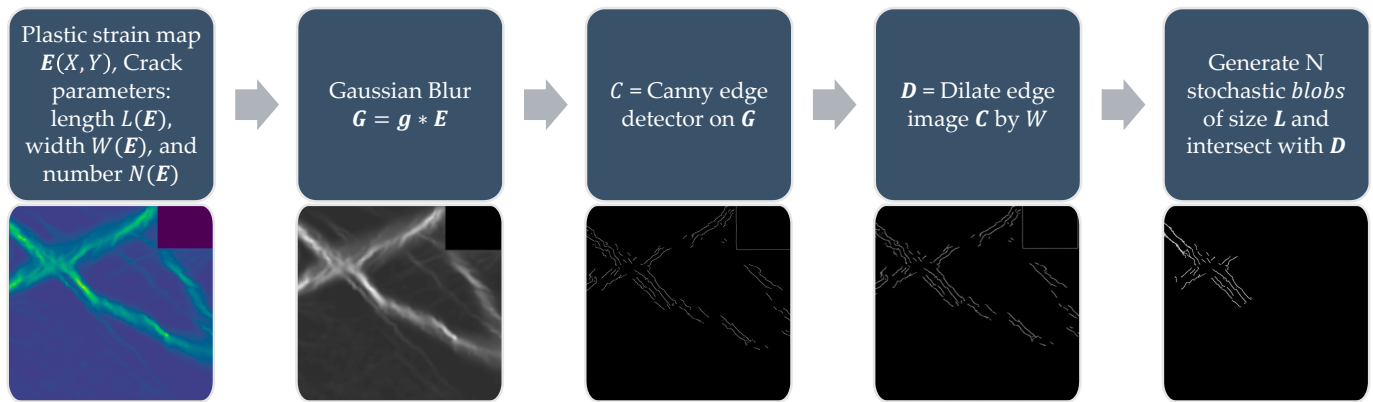 Plastic strain map
E(X, Y), Crack
parameters:
length L(E),
width W(E), and
number N(E)
Gaussian Blur
G = g ∗ E
C = Canny edge
detector on G
D = Dilate edge
image C by W
Generate N
stochastic blobs
of size L and
intersect with D